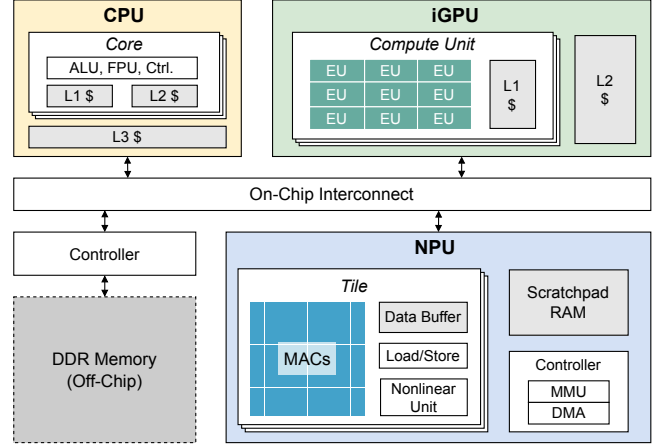 CPU
Core
ALU, FPU, Ctrl.
L1 $
L2 $
L3 $
iGPU
Compute Unit
EU EU EU
EU EU EU
EU EU EU
L1
$
L2
$
On-Chip Interconnect
Controller
DDR Memory
(Off-Chip)
NPU
Tile
MACs
Data Buffer
Load/Store
Nonlinear
Unit
Scratchpad
RAM
Controller
MMU
DMA